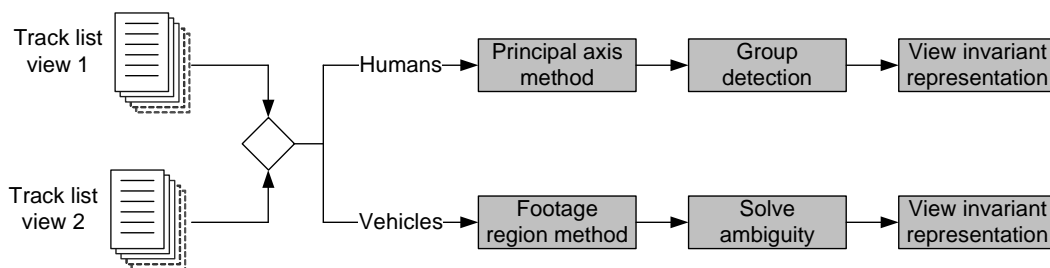 Track list
view 1
Humans
Principal axis
method
Group
detection
View invariant
representation
Track list
view 2
Vehicles
Footage
region method
Solve
ambiguity
View invariant
representation